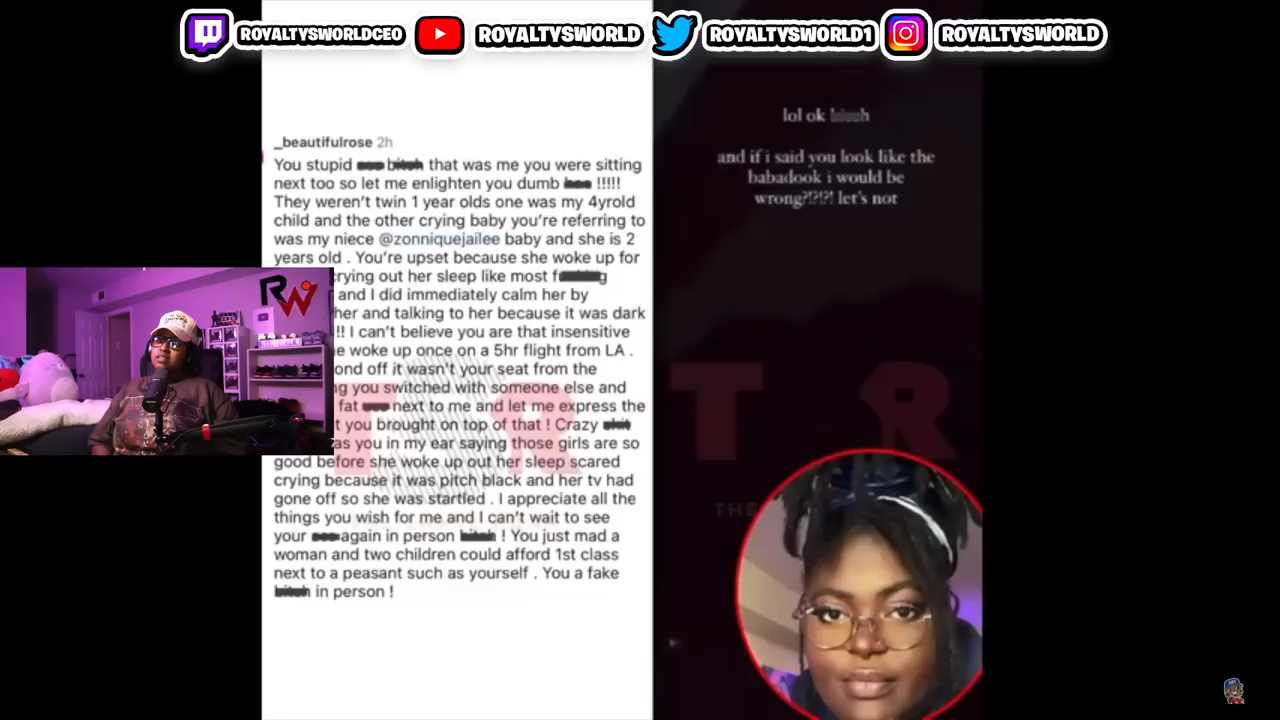 ROYALTYSWORLDCEO
ROYALTYSWORLD
ROYALTYSWORLD1
ROYALTYSWORLD
_beautifulrose 2h
You stupid bitch that was me you were sitting
next too so let me enlighten you dumb !!!!!
They weren't twin 1 year olds one was my 4yrold
child and the other crying baby you're referring to
was my niece @zonniquejailee baby and she is 2
years old . You're upset because she woke up for
crying out her sleep like most f g
and I did immediately calm her by
her and talking to her because it was dark
!! I can't believe you are that insensitive
e woke up once on a 5hr flight from LA .
ond off it wasn't your seat from the
ng you switched with someone else and
fat next to me and let me express the
t you brought on top of that ! Crazy shit
as you in my ear saying those girls are so
good before she woke up out her sleep scared
crying because it was pitch black and her tv had
gone off so she was startled . I appreciate all the
things you wish for me and I can't wait to see
your again in person bitch ! You just mad a
woman and two children could afford 1st class
next to a peasant such as yourself . You a fake
bitch in person !
lol ok bitch
and if i said you look like the
babadook i would be
wrong?!?!?! let's not
T R
T R
THE
RW